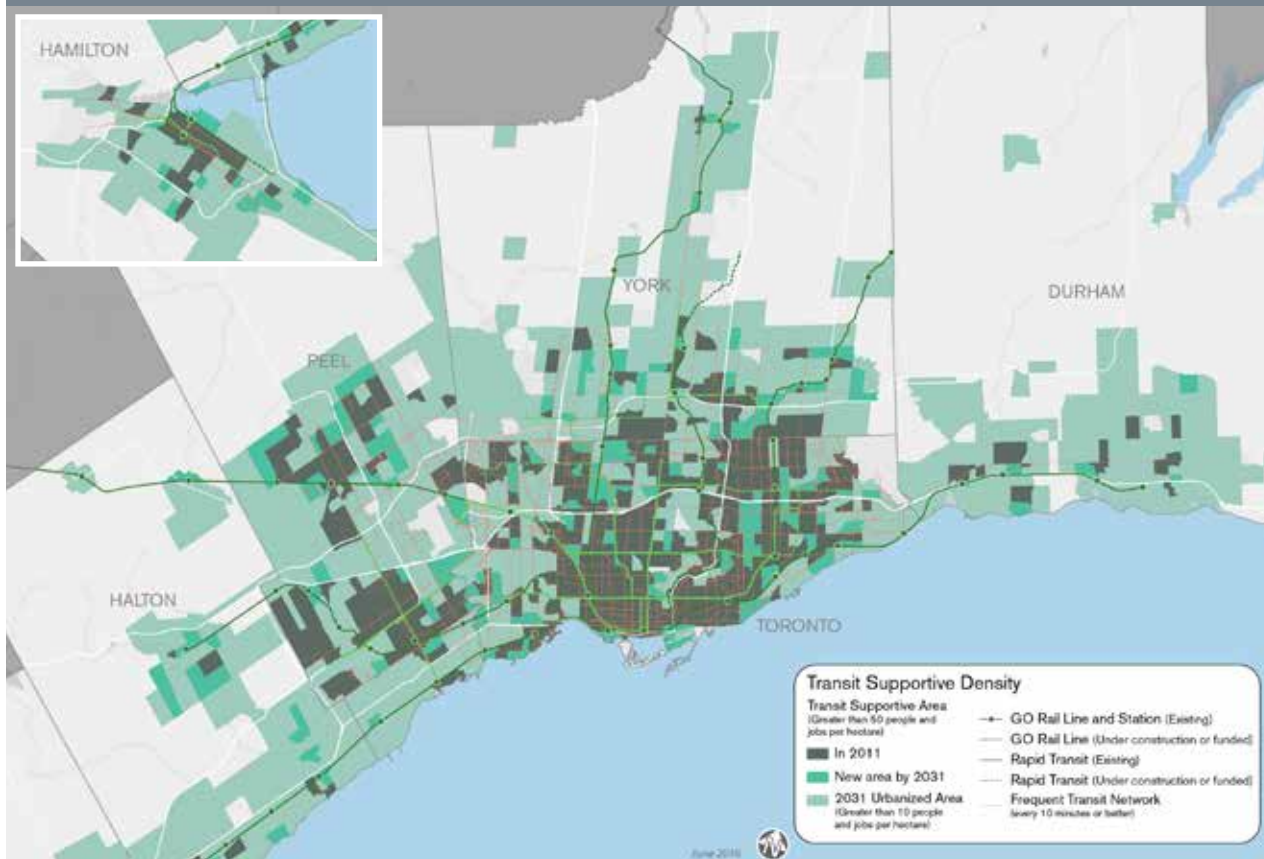 HAMILTON
YORK
DURHAM
PEEL
HALTON
TORONTO
Transit Supportive Density
Transit Supportive Area
(Greater than 50 people and
jobs per hectare)
In 2011
New area by 2031
2031 Urbanized Area
(Greater than 10 people
and jobs per hectare)
GO Rail Line and Station (Existing)
GO Rail Line (Under construction or funded)
Rapid Transit (Existing)
Rapid Transit (Under construction or funded)
Frequent Transit Network
(every 10 minutes or better)
June 2016